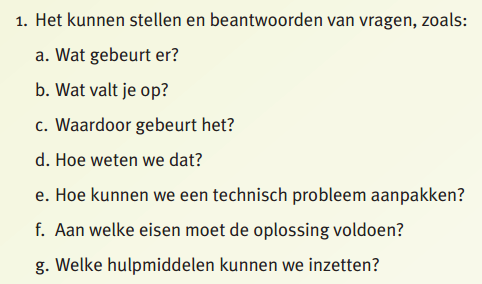 1. Het kunnen stellen en beantwoorden van vragen, zoals:
a. Wat gebeurt er?
b. Wat valt je op?
c. Waardoor gebeurt het?
d. Hoe weten we dat?
e. Hoe kunnen we een technisch probleem aanpakken?
f. Aan welke eisen moet de oplossing voldoen?
g. Welke hulpmiddelen kunnen we inzetten?